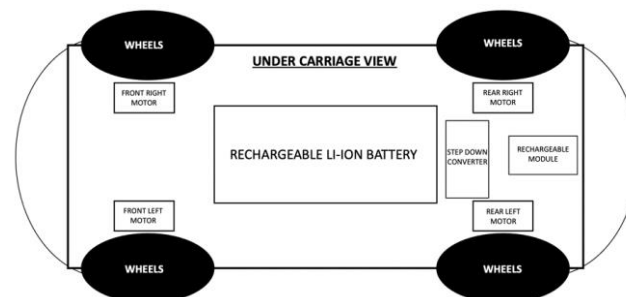 WHEELS
WHEELS
UNDER CARRIAGE VIEW
FRONT RIGHT
MOTOR
REAR RIGHT
MOTOR
RECHARGEABLE LI-ION BATTERY
STEP DOWN
CONVERTER
RECHARGEABLE
MODULE
FRONT LEFT
MOTOR
REAR LEFT
MOTOR
WHEELS
WHEELS